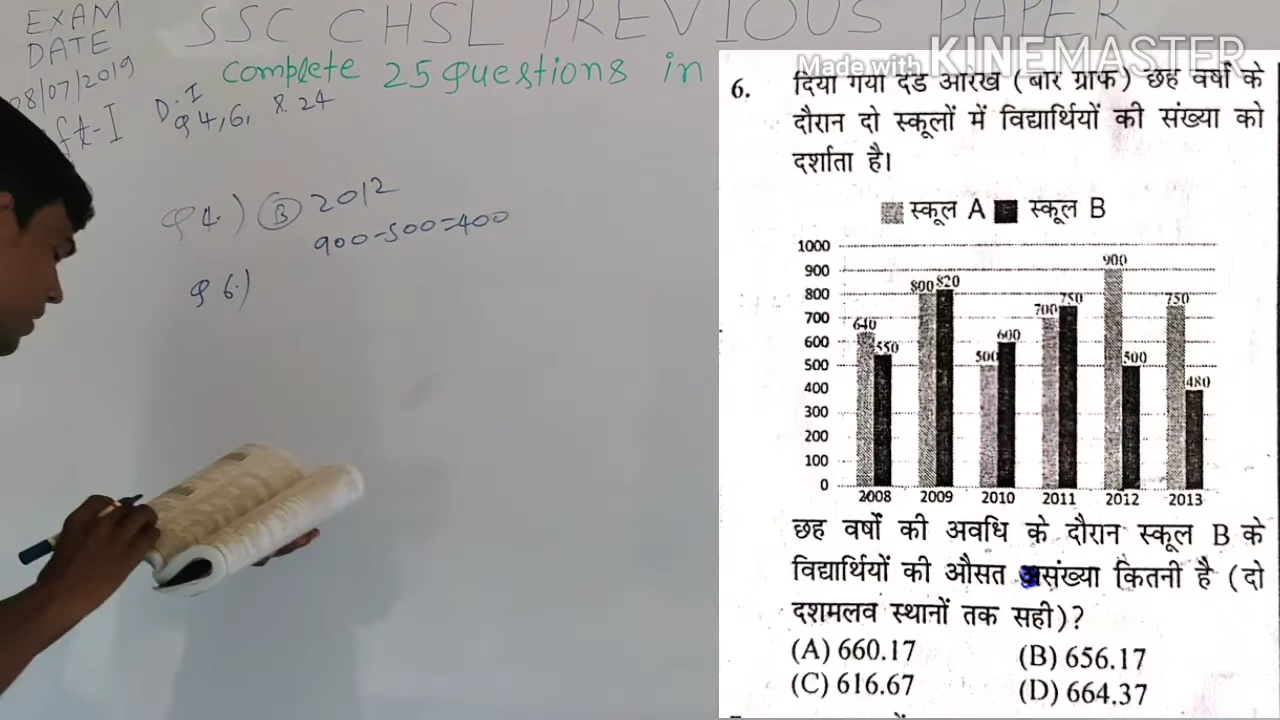 EXAM
DATE
08/07/2019
SSC CHSL PREVIOUS PAPER
Complete 25 Questions in
D.I
Q 4, 6, 8. 24
Q 4.) (B) 2012
900-500=400
Q 6.)
Made with KINEMASTER
6. दिया गया दंड आरेख (बार ग्राफ) छह वर्षों के
दौरान दो स्कूलों में विद्यार्थियों की संख्या को
दर्शाता है।
स्कूल A स्कूल B
1000
900
800
700
600
500
400
300
200
100
0
640 550
800 820
500 600
700 750
900 500
750 480
2008 2009 2010 2011 2012 2013
छह वर्षों की अवधि के दौरान स्कूल B के
विद्यार्थियों की औसत संख्या कितनी है (दो
दशमलव स्थानों तक सही)?
(A) 660.17 (B) 656.17
(C) 616.67 (D) 664.37